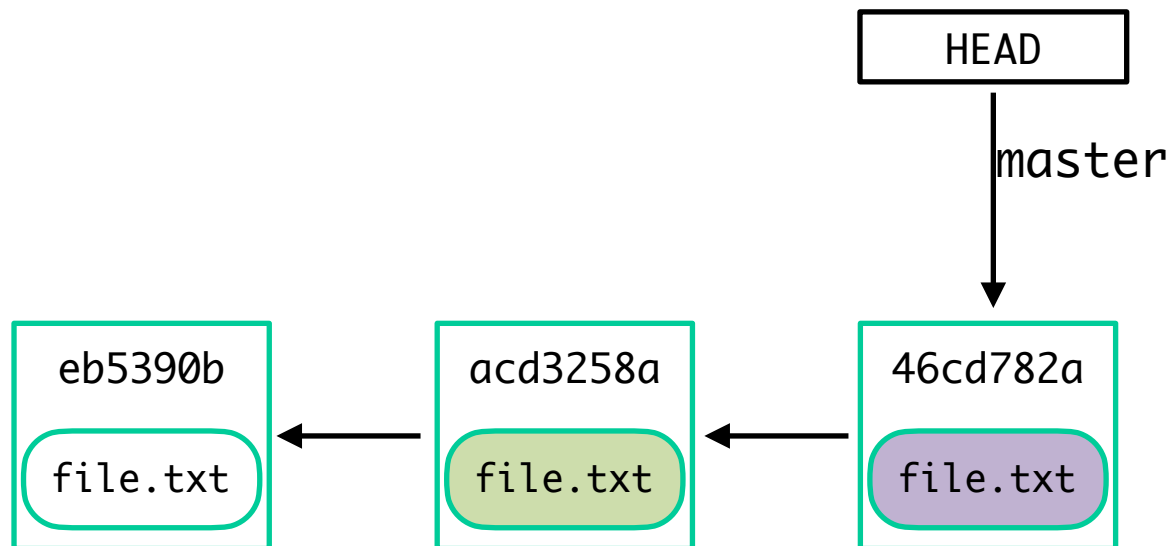 HEAD
master
eb5390b
acd3258a
46cd782a
file.txt
file.txt
file.txt